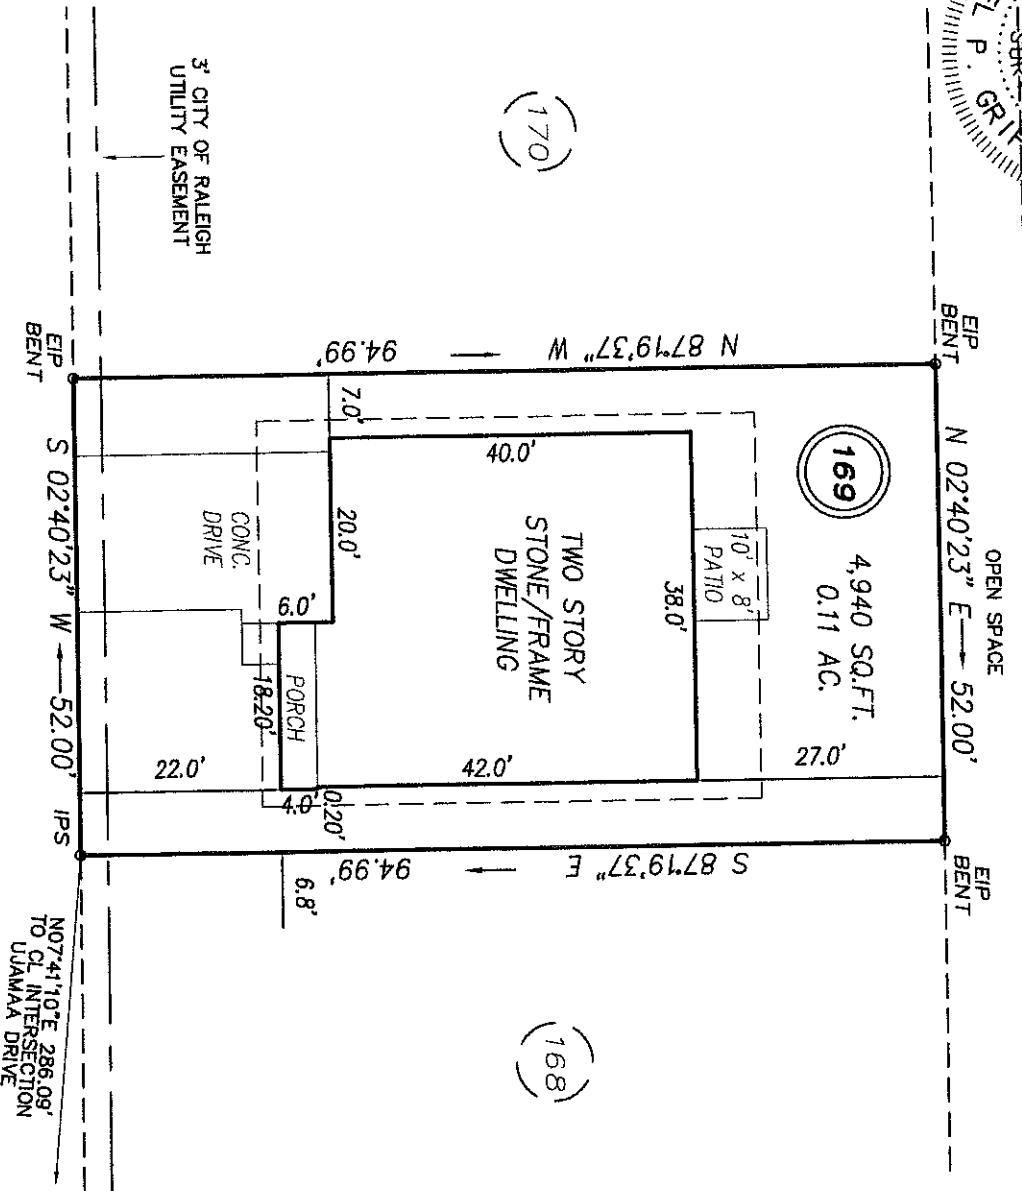 L P. GRIF
3' CITY OF RALEIGH
UTILITY EASEMENT
170
EIP
BENT
N 87°19'37" W
94.99'
EIP
BENT
OPEN SPACE
N 02°40'23" E 52.00'
169
4,940 SQ.FT.
0.11 AC.
10' x 8'
PATIO
7.0'
40.0'
20.0'
38.0'
TWO STORY
STONE/FRAME
DWELLING
CONC.
DRIVE
6.0'
PORCH
18.20'
S 02°40'23" W 52.00'
22.0'
42.0'
27.0'
4.0'
0.20'
IPS
S 87°19'37" E
94.99'
6.8'
EIP
BENT
N07°41'10"E 286.09'
TO CL INTERSECTION
UJAMAA DRIVE
168